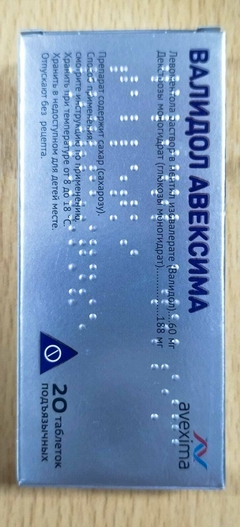 ВАЛИДОЛ АВЕКСИМА
Левоментола раствор в ментил изовалерате (Валидол)... 60 мг
Декстрозы моногидрат (глюкозы моногидрат)...............188 мг
Препарат содержит сахар (сахарозу).
Способ применения:
смотрите инструкцию по применению.
Хранить при температуре от 8 до 18 °C.
Хранить в недоступном для детей месте.
Отпускают без рецепта.
avexima
20 таблеток
подъязычных